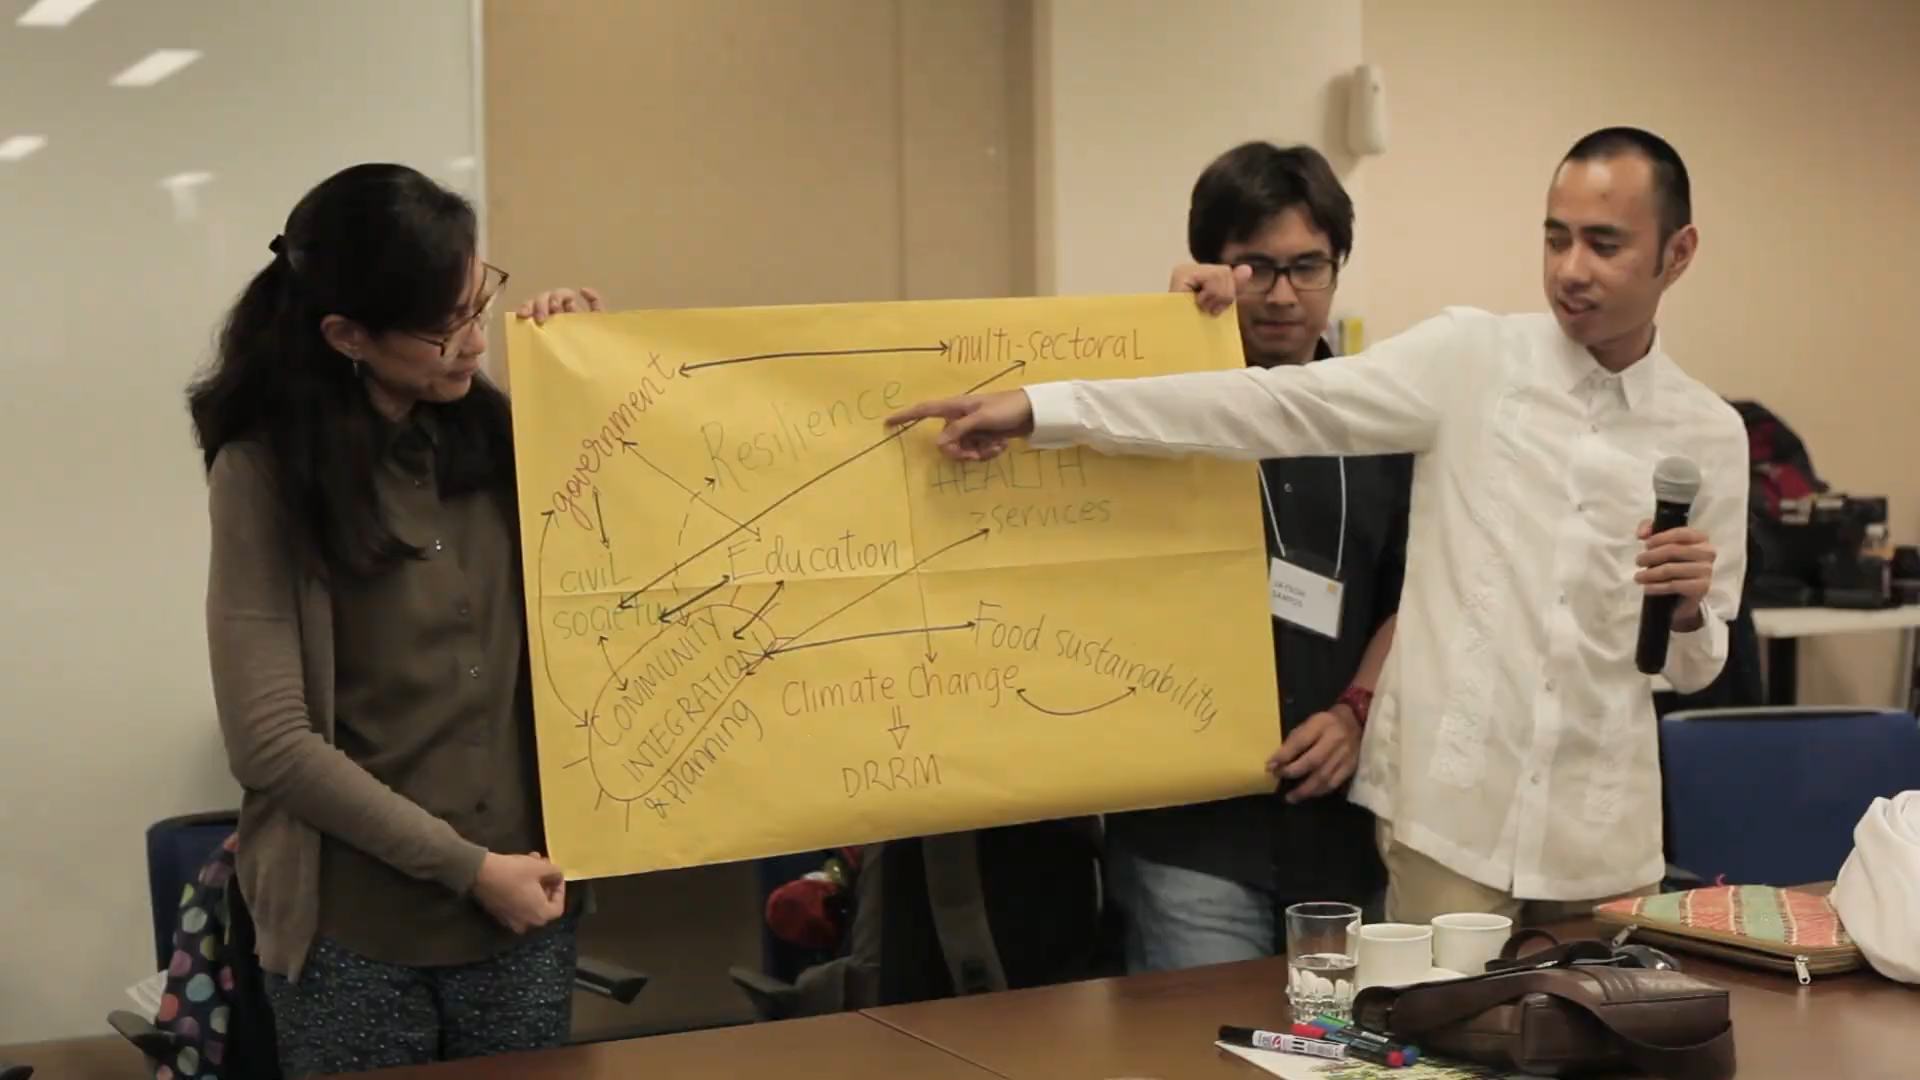 multi-sectoral
government
Resilience
HEALTH
services
Education
civil
society
COMMUNITY
INTEGRATION
& planning
Food sustainability
Climate Change
DRRM